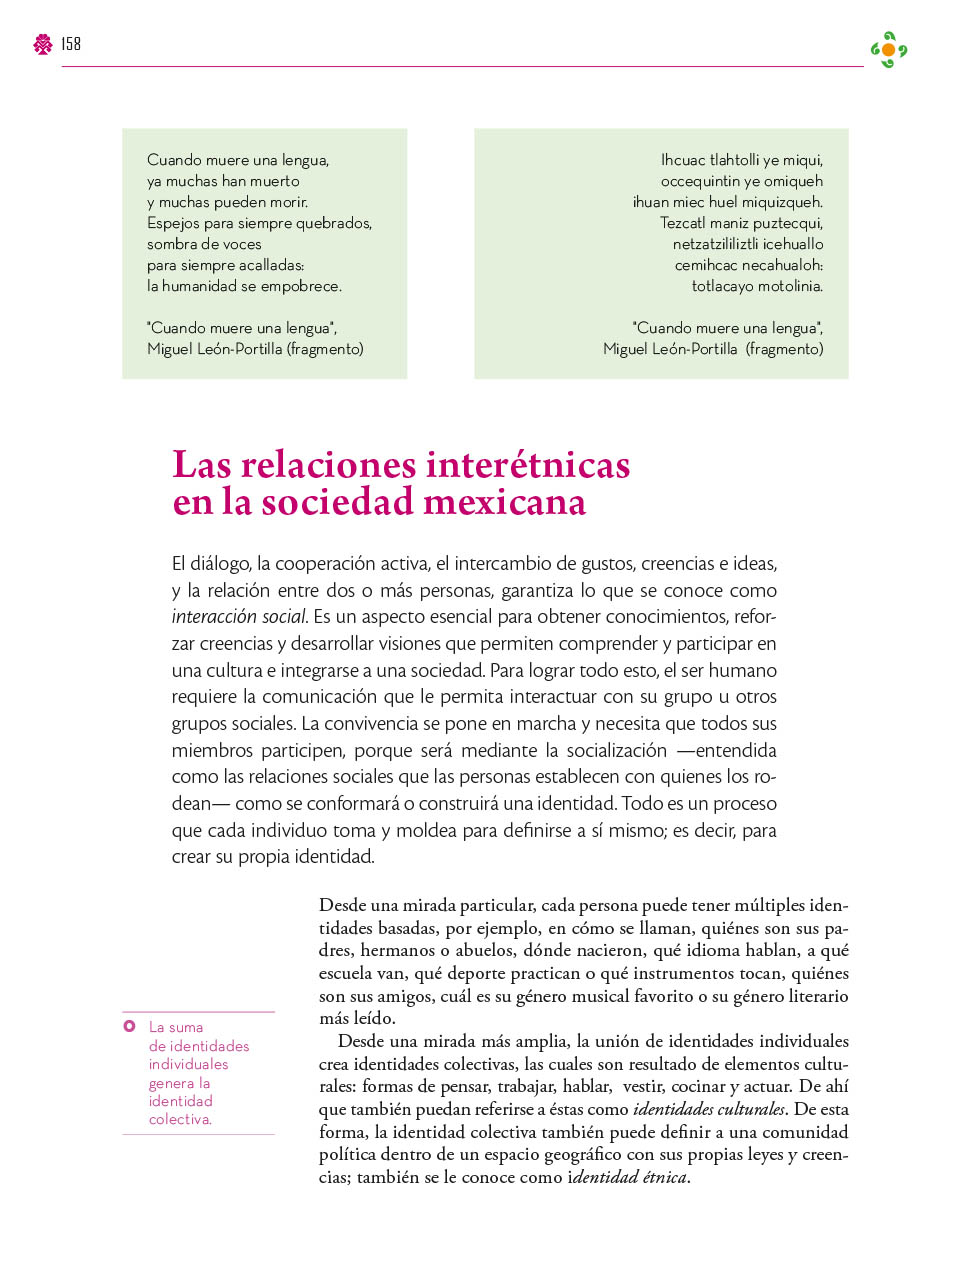 158
Cuando muere una lengua,
ya muchas han muerto
y muchas pueden morir.
Espejos para siempre quebrados,
sombra de voces
para siempre acalladas:
la humanidad se empobrece.
"Cuando muere una lengua",
Miguel León-Portilla (fragmento)
Ihcuac tlahtolli ye miqui,
occequintin ye omiqueh
ihuan miec huel miquizqueh.
Tezcatl maniz puztecqui,
netzatzililiztli icehuallo
cemihcac necahualoh:
totlacayo motolinia.
"Cuando muere una lengua",
Miguel León-Portilla (fragmento)
Las relaciones interétnicas
en la sociedad mexicana
El diálogo, la cooperación activa, el intercambio de gustos, creencias e ideas,
y la relación entre dos o más personas, garantiza lo que se conoce como
interacción social. Es un aspecto esencial para obtener conocimientos, refor-
zar creencias y desarrollar visiones que permiten comprender y participar en
una cultura e integrarse a una sociedad. Para lograr todo esto, el ser humano
requiere la comunicación que le permita interactuar con su grupo u otros
grupos sociales. La convivencia se pone en marcha y necesita que todos sus
miembros participen, porque será mediante la socialización —entendida
como las relaciones sociales que las personas establecen con quienes los ro-
dean— como se conformará o construirá una identidad. Todo es un proceso
que cada individuo toma y moldea para definirse a sí mismo; es decir, para
crear su propia identidad.
Desde una mirada particular, cada persona puede tener múltiples iden-
tidades basadas, por ejemplo, en cómo se llaman, quiénes son sus pa-
dres, hermanos o abuelos, dónde nacieron, qué idioma hablan, a qué
escuela van, qué deporte practican o qué instrumentos tocan, quiénes
son sus amigos, cuál es su género musical favorito o su género literario
más leído.
Desde una mirada más amplia, la unión de identidades individuales
crea identidades colectivas, las cuales son resultado de elementos cultu-
rales: formas de pensar, trabajar, hablar, vestir, cocinar y actuar. De ahí
que también puedan referirse a éstas como identidades culturales. De esta
forma, la identidad colectiva también puede definir a una comunidad
política dentro de un espacio geográfico con sus propias leyes y creen-
cias; también se le conoce como identidad étnica.
La suma
de identidades
individuales
genera la
identidad
colectiva.